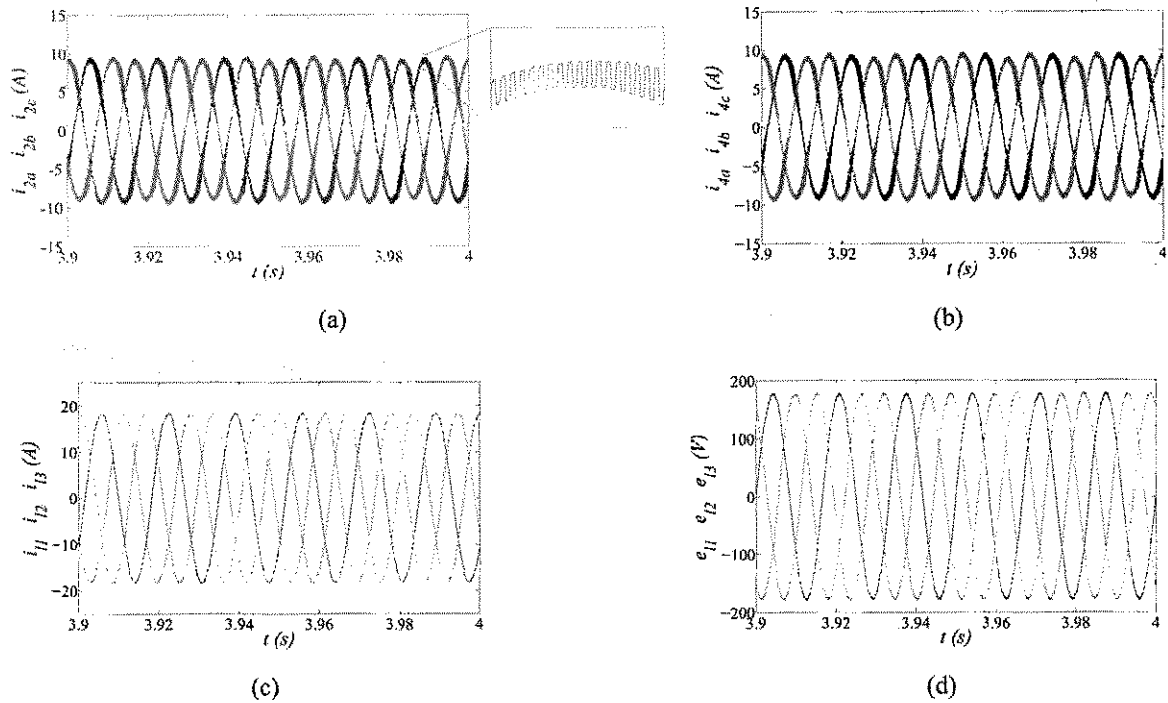 i2a i2b i2c (A)
15
10
5
0
-5
-10
-15
3.9 3.92 3.94 3.96 3.98 4
t (s)
(a)
i4a i4b i4c (A)
15
10
5
0
-5
-10
-15
3.9 3.92 3.94 3.96 3.98 4
t (s)
(b)
il1 il2 il3 (A)
20
10
0
−10
−20
3.9 3.92 3.94 3.96 3.98 4
t (s)
(c)
el1 el2 el3 (V)
200
100
0
−100
−200
3.9 3.92 3.94 3.96 3.98 4
t (s)
(d)